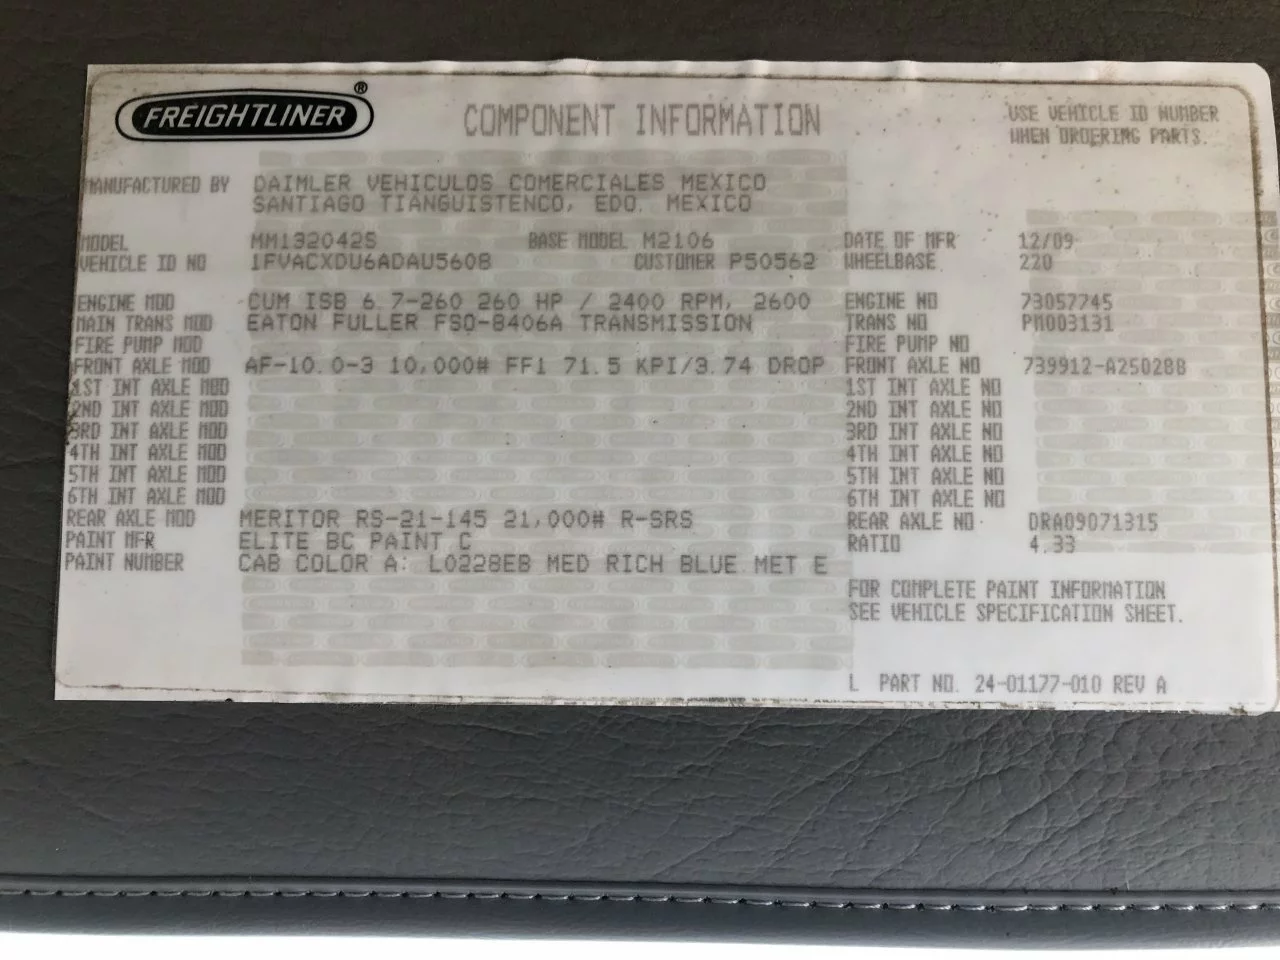 FREIGHTLINER ® COMPONENT INFORMATION USE VEHICLE ID NUMBER
WHEN ORDERING PARTS.
MANUFACTURED BY DAIMLER VEHICULOS COMERCIALES MEXICO
SANTIAGO TIANGUISTENCO, EDO. MEXICO
MODEL MM132042S BASE MODEL M2106 DATE OF MFR 12/09
VEHICLE ID NO 1FVACXDU6ADAU5608 CUSTOMER P50562 WHEELBASE 220
ENGINE MOD CUM ISB 6.7-260 260 HP / 2400 RPM, 2600 ENGINE NO 73057745
MAIN TRANS MOD EATON FULLER FSO-8406A TRANSMISSION TRANS NO PM003131
FIRE PUMP MOD FIRE PUMP NO
FRONT AXLE MOD AF-10.0-3 10,000# FF1 71.5 KPI/3.74 DROP FRONT AXLE NO 739912-A250288
1ST INT AXLE MOD 1ST INT AXLE NO
2ND INT AXLE MOD 2ND INT AXLE NO
3RD INT AXLE MOD 3RD INT AXLE NO
4TH INT AXLE MOD 4TH INT AXLE NO
5TH INT AXLE MOD 5TH INT AXLE NO
6TH INT AXLE MOD 6TH INT AXLE NO
REAR AXLE MOD MERITOR RS-21-145 21,000# R-SRS REAR AXLE NO DRA09071315
PAINT MFR ELITE BC PAINT C RATIO 4.33
PAINT NUMBER CAB COLOR A: L0228EB MED RICH BLUE MET E
FOR COMPLETE PAINT INFORMATION
SEE VEHICLE SPECIFICATION SHEET.
L PART NO. 24-01177-010 REV A